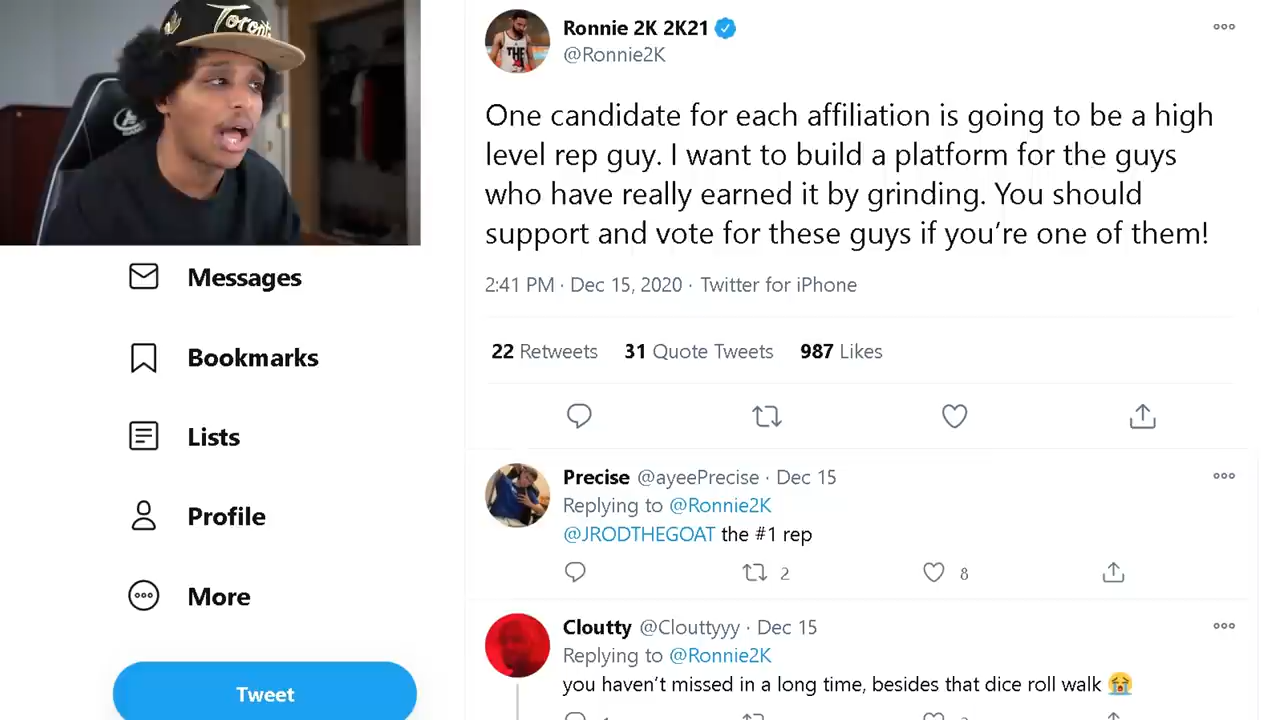 Toronto
Ronnie 2K 2K21
@Ronnie2K
One candidate for each affiliation is going to be a high
level rep guy. I want to build a platform for the guys
who have really earned it by grinding. You should
support and vote for these guys if you’re one of them!
2:41 PM · Dec 15, 2020 · Twitter for iPhone
22 Retweets 31 Quote Tweets 987 Likes
Messages
Bookmarks
Lists
Profile
More
Tweet
Precise @ayeePrecise · Dec 15
Replying to @Ronnie2K
@JRODTHEGOAT the #1 rep
2 8
Cloutty @Clouttyyy · Dec 15
Replying to @Ronnie2K
you haven’t missed in a long time, besides that dice roll walk 😭